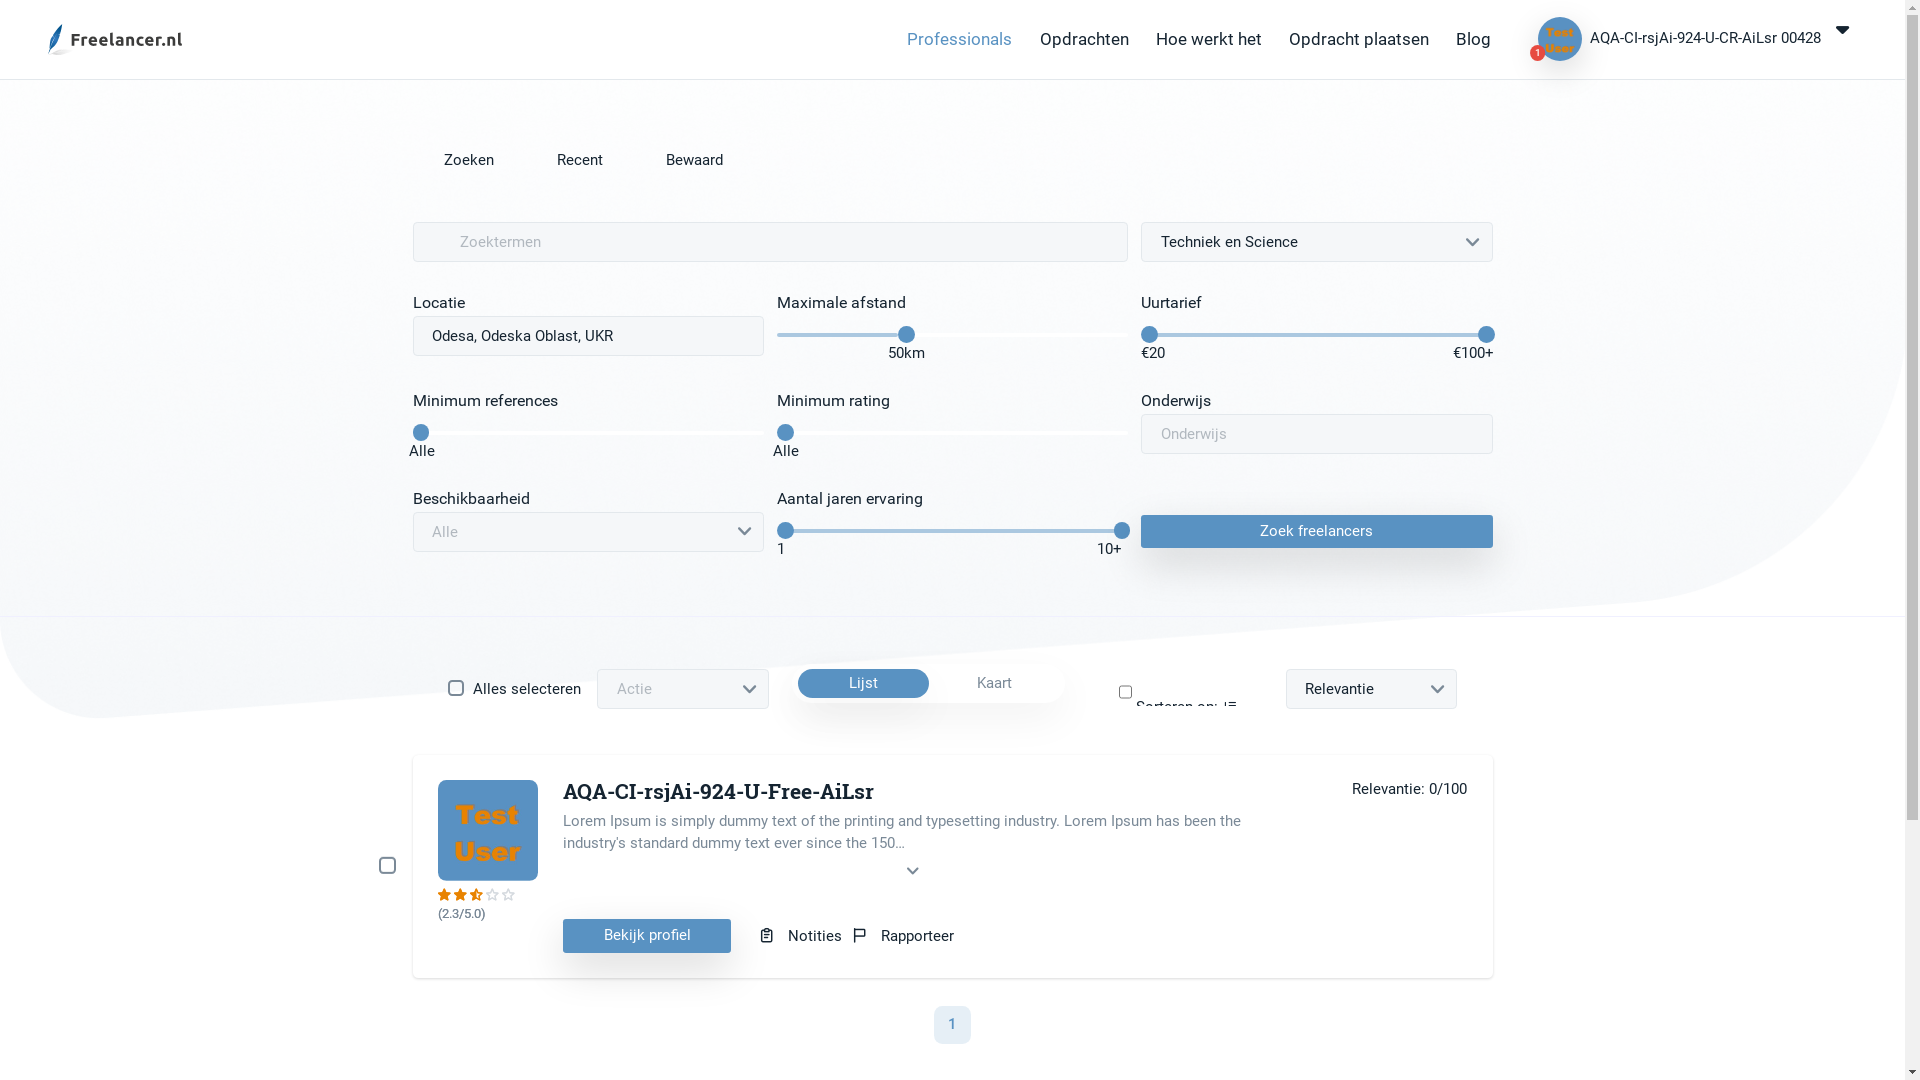 Freelancer.nl
Professionals
Opdrachten
Hoe werkt het
Opdracht plaatsen
Blog
Test
User
1
AQA-CI-rsjAi-924-U-CR-AiLsr 00428
Zoeken
Recent
Bewaard
Zoektermen
Techniek en Science
Locatie
Maximale afstand
Uurtarief
Odesa, Odeska Oblast, UKR
50km
€20
€100+
Minimum references
Minimum rating
Onderwijs
Alle
Alle
Onderwijs
Beschikbaarheid
Aantal jaren ervaring
Alle
1
10+
Zoek freelancers
Alles selecteren
Actie
Lijst
Kaart
Sorteren op:
Relevantie
Test
User
AQA-CI-rsjAi-924-U-Free-AiLsr
Relevantie: 0/100
Lorem Ipsum is simply dummy text of the printing and typesetting industry. Lorem Ipsum has been the
industry's standard dummy text ever since the 150...
(2.3/5.0)
Bekijk profiel
Notities
Rapporteer
1